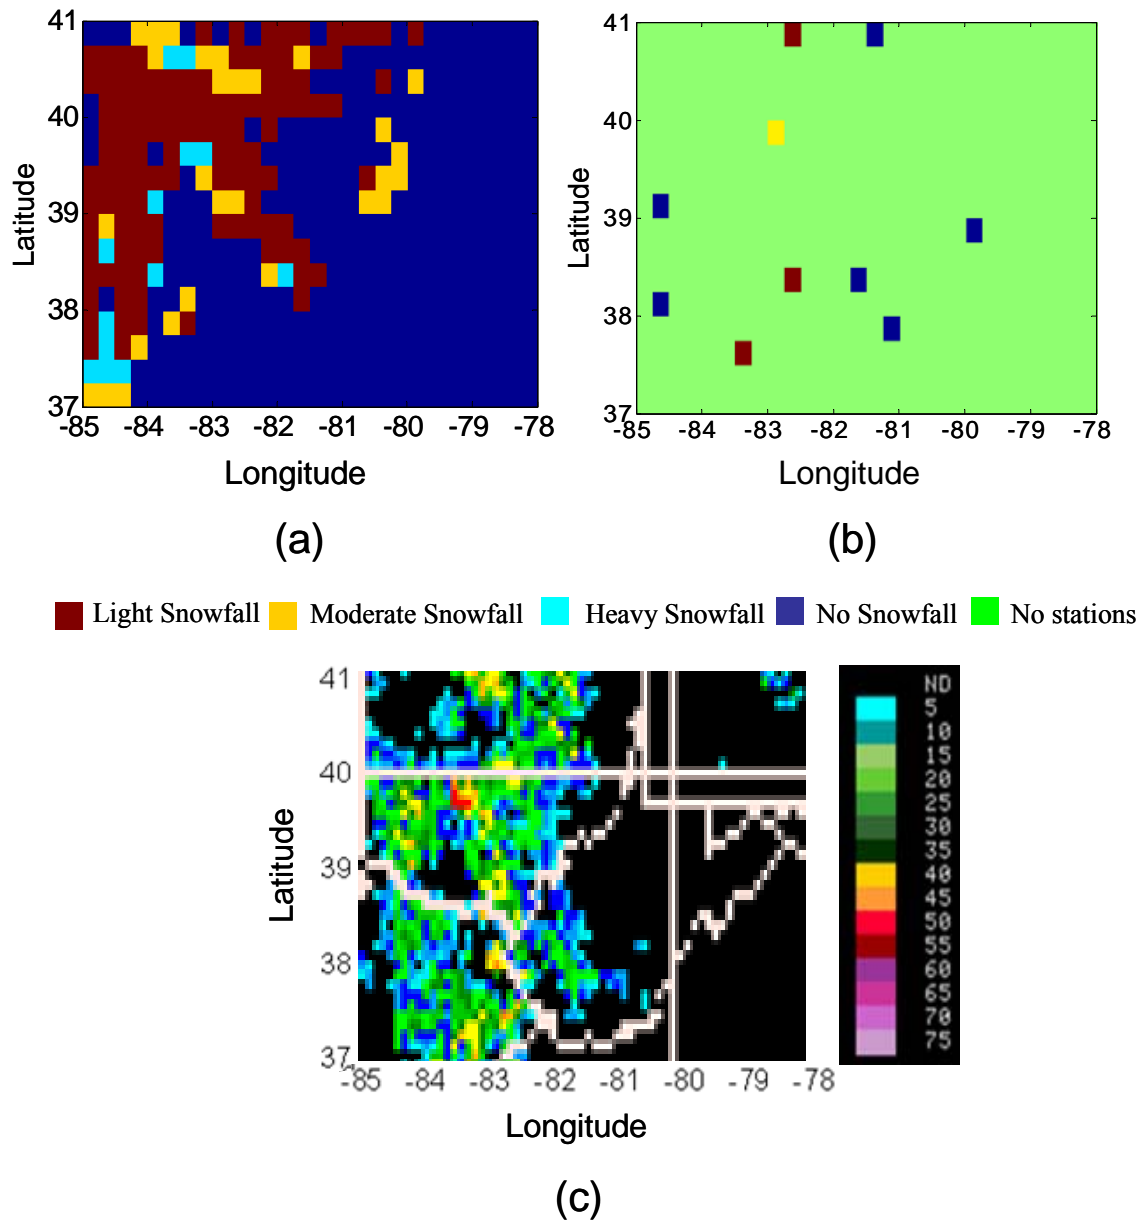 41
40
39
38
37
Latitude
-85 -84 -83 -82 -81 -80 -79 -78
Longitude
(a)
41
40
39
38
37
Latitude
-85 -84 -83 -82 -81 -80 -79 -78
Longitude
(b)
Light Snowfall Moderate Snowfall Heavy Snowfall No Snowfall No stations
41
40
39
38
37
Latitude
-85 -84 -83 -82 -81 -80 -79 -78
Longitude
ND
5
10
15
20
25
30
35
40
45
50
55
60
65
70
75
(c)